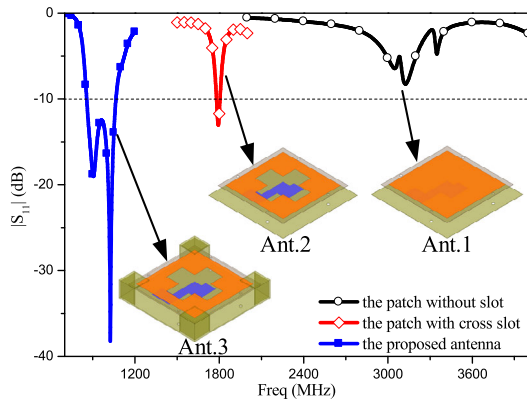 0
-10
-20
-30
-40
|S11| (dB)
Ant.2
Ant.1
Ant.3
the patch without slot
the patch with cross slot
the proposed antenna
1200 1800 2400 3000 3600
Freq (MHz)